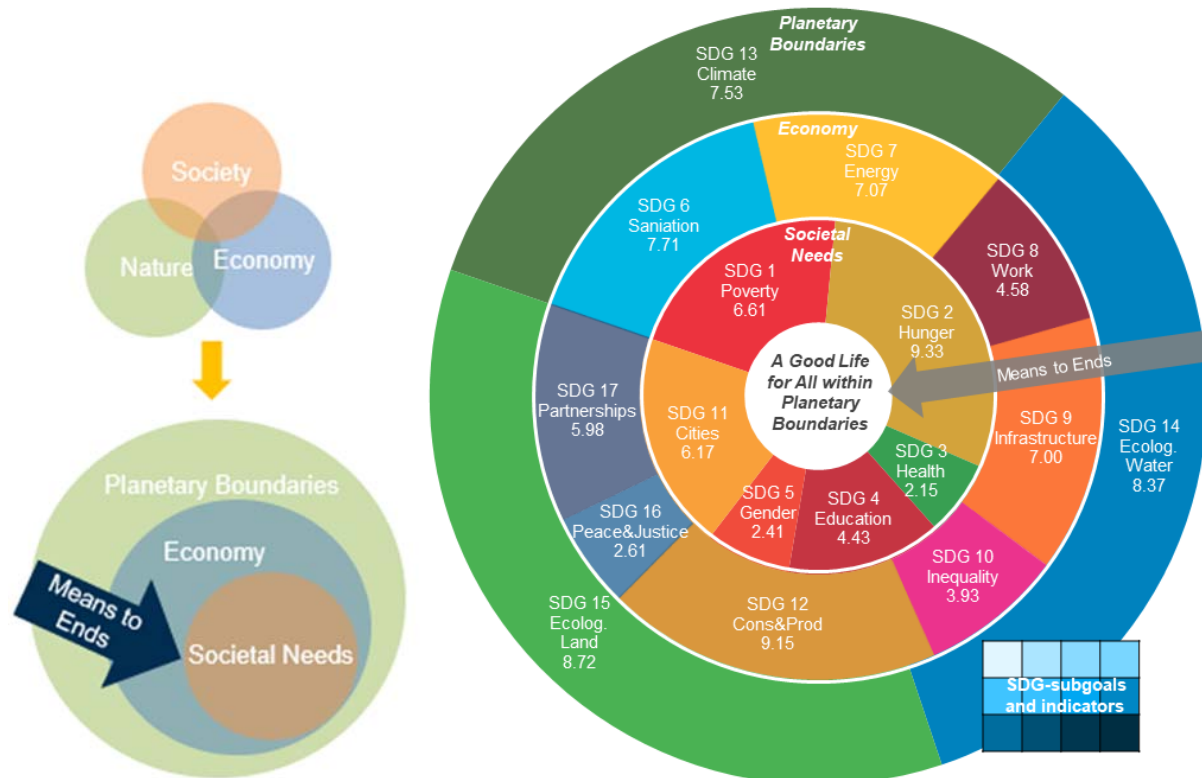 Society
Nature
Economy
Planetary Boundaries
Economy
Means to
Ends
Societal Needs
Planetary
Boundaries
SDG 13
Climate
7.53
Economy
SDG 7
Energy
7.07
SDG 6
Saniation
7.71
SDG 8
Work
4.58
Societal
Needs
SDG 1
Poverty
6.61
SDG 2
Hunger
9.33
Means to Ends
A Good Life
for All within
Planetary
Boundaries
SDG 17
Partnerships
5.98
SDG 11
Cities
6.17
SDG 9
Infrastructure
7.00
SDG 14
Ecolog.
Water
8.37
SDG 3
Health
2.15
SDG 5
Gender
2.41
SDG 4
Education
4.43
SDG 16
Peace&Justice
2.61
SDG 10
Inequality
3.93
SDG 15
Ecolog.
Land
8.72
SDG 12
Cons&Prod
9.15
SDG-subgoals
and indicators